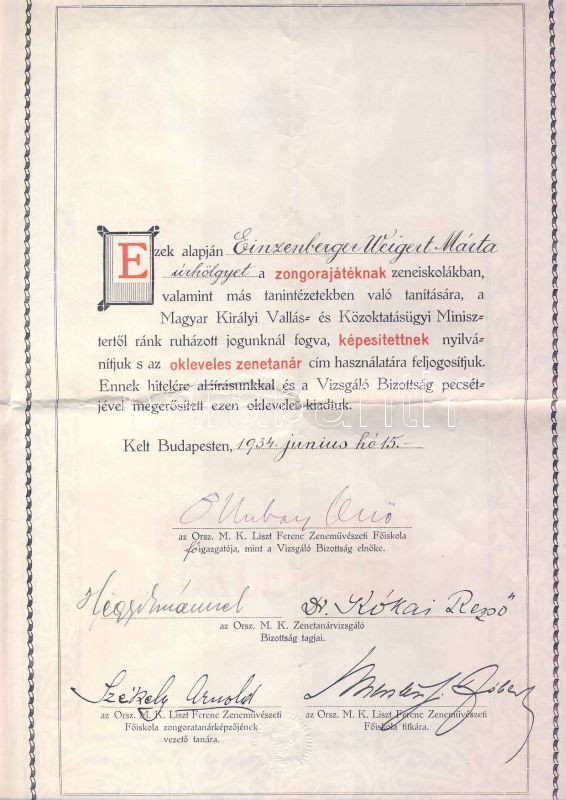 Ezek alapján Einzenberger Weigert Márta
úrhölgyet a zongorajátéknak zeneiskolákban,
valamint más tanintézetekben való tanítására, a
Magyar Királyi Vallás- és Közoktatásügyi Minisz-
tertől ránk ruházott jogunknál fogva, képesítettnek nyilvá-
nítjuk s az okleveles zenetanár cím használatára feljogosítjuk.
Ennek hitelére aláírásunkkal és a Vizsgáló Bizottság pecsét-
jével megerősített ezen oklevelet kiadtuk.
Kelt Budapesten, 1934. junius hó 15.-
Hubay Jenő
az Orsz. M. K. Liszt Ferenc Zeneművészeti Főiskola
főigazgatója, mint a Vizsgáló Bizottság elnöke.
Dr. Kókai Rezső
az Orsz. M. K. Zenetanárvizsgáló
Bizottság tagjai.
Székely Arnold
az Orsz. M. K. Liszt Ferenc Zeneművészeti
Főiskola zongoratanárképzőjének
vezető tanára.
az Orsz. M. K. Liszt Ferenc Zeneművészeti
Főiskola titkára.